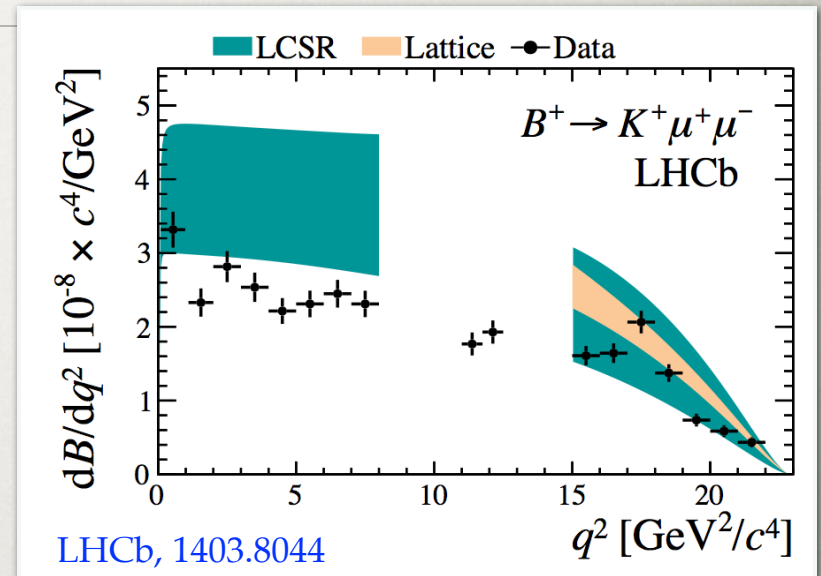 LCSR Lattice Data
B⁺ → K⁺μ⁺μ⁻
LHCb
dB/dq² [10⁻⁸ × c⁴/GeV²]
5
4
3
2
1
0
0 5 10 15 20
q² [GeV²/c⁴]
LHCb, 1403.8044